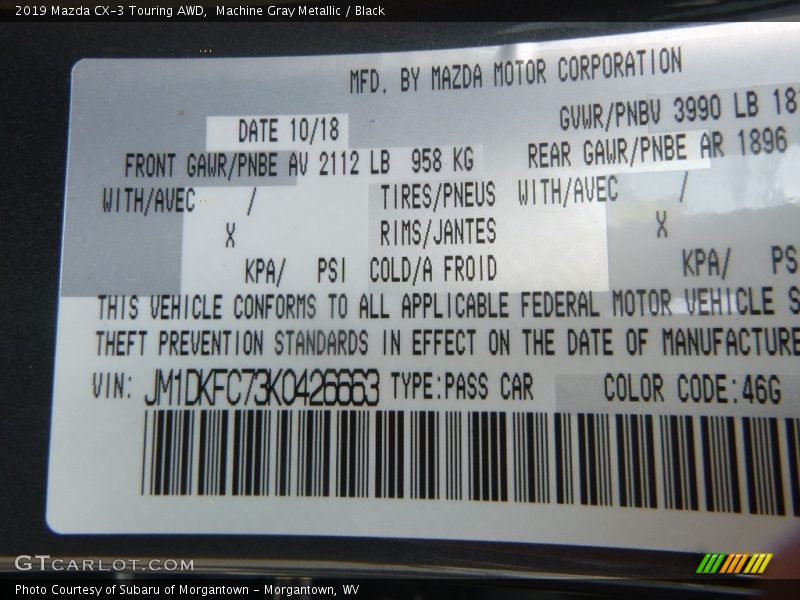 2019 Mazda CX-3 Touring AWD, Machine Gray Metallic / Black
MFD. BY MAZDA MOTOR CORPORATION
DATE 10/18 GVWR/PNBV 3990 LB 18
FRONT GAWR/PNBE AV 2112 LB 958 KG REAR GAWR/PNBE AR 1896
WITH/AVEC / TIRES/PNEUS WITH/AVEC /
X RIMS/JANTES X
KPA/ PSI COLD/A FROID KPA/ PS
THIS VEHICLE CONFORMS TO ALL APPLICABLE FEDERAL MOTOR VEHICLE S
THEFT PREVENTION STANDARDS IN EFFECT ON THE DATE OF MANUFACTURE
VIN: JM1DKFC73K0426663 TYPE:PASS CAR COLOR CODE:46G
GTCARLOT.COM
Photo Courtesy of Subaru of Morgantown - Morgantown, WV